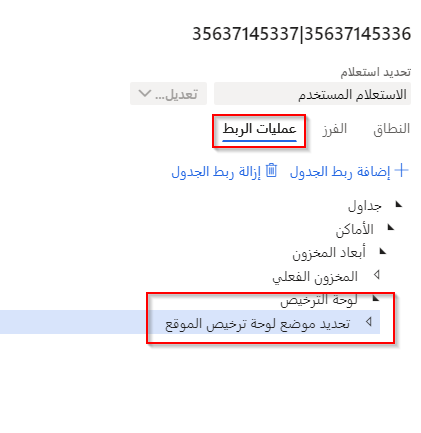 35637145337|35637145336
تحديد استعلام
الاستعلام المستخدم تعديل...
النطاق الفرز عمليات الربط
إضافة ربط الجدول إزالة ربط الجدول
جداول
الأماكن
أبعاد المخزون
المخزون الفعلي
لوحة الترخيص
تحديد موضع لوحة ترخيص الموقع